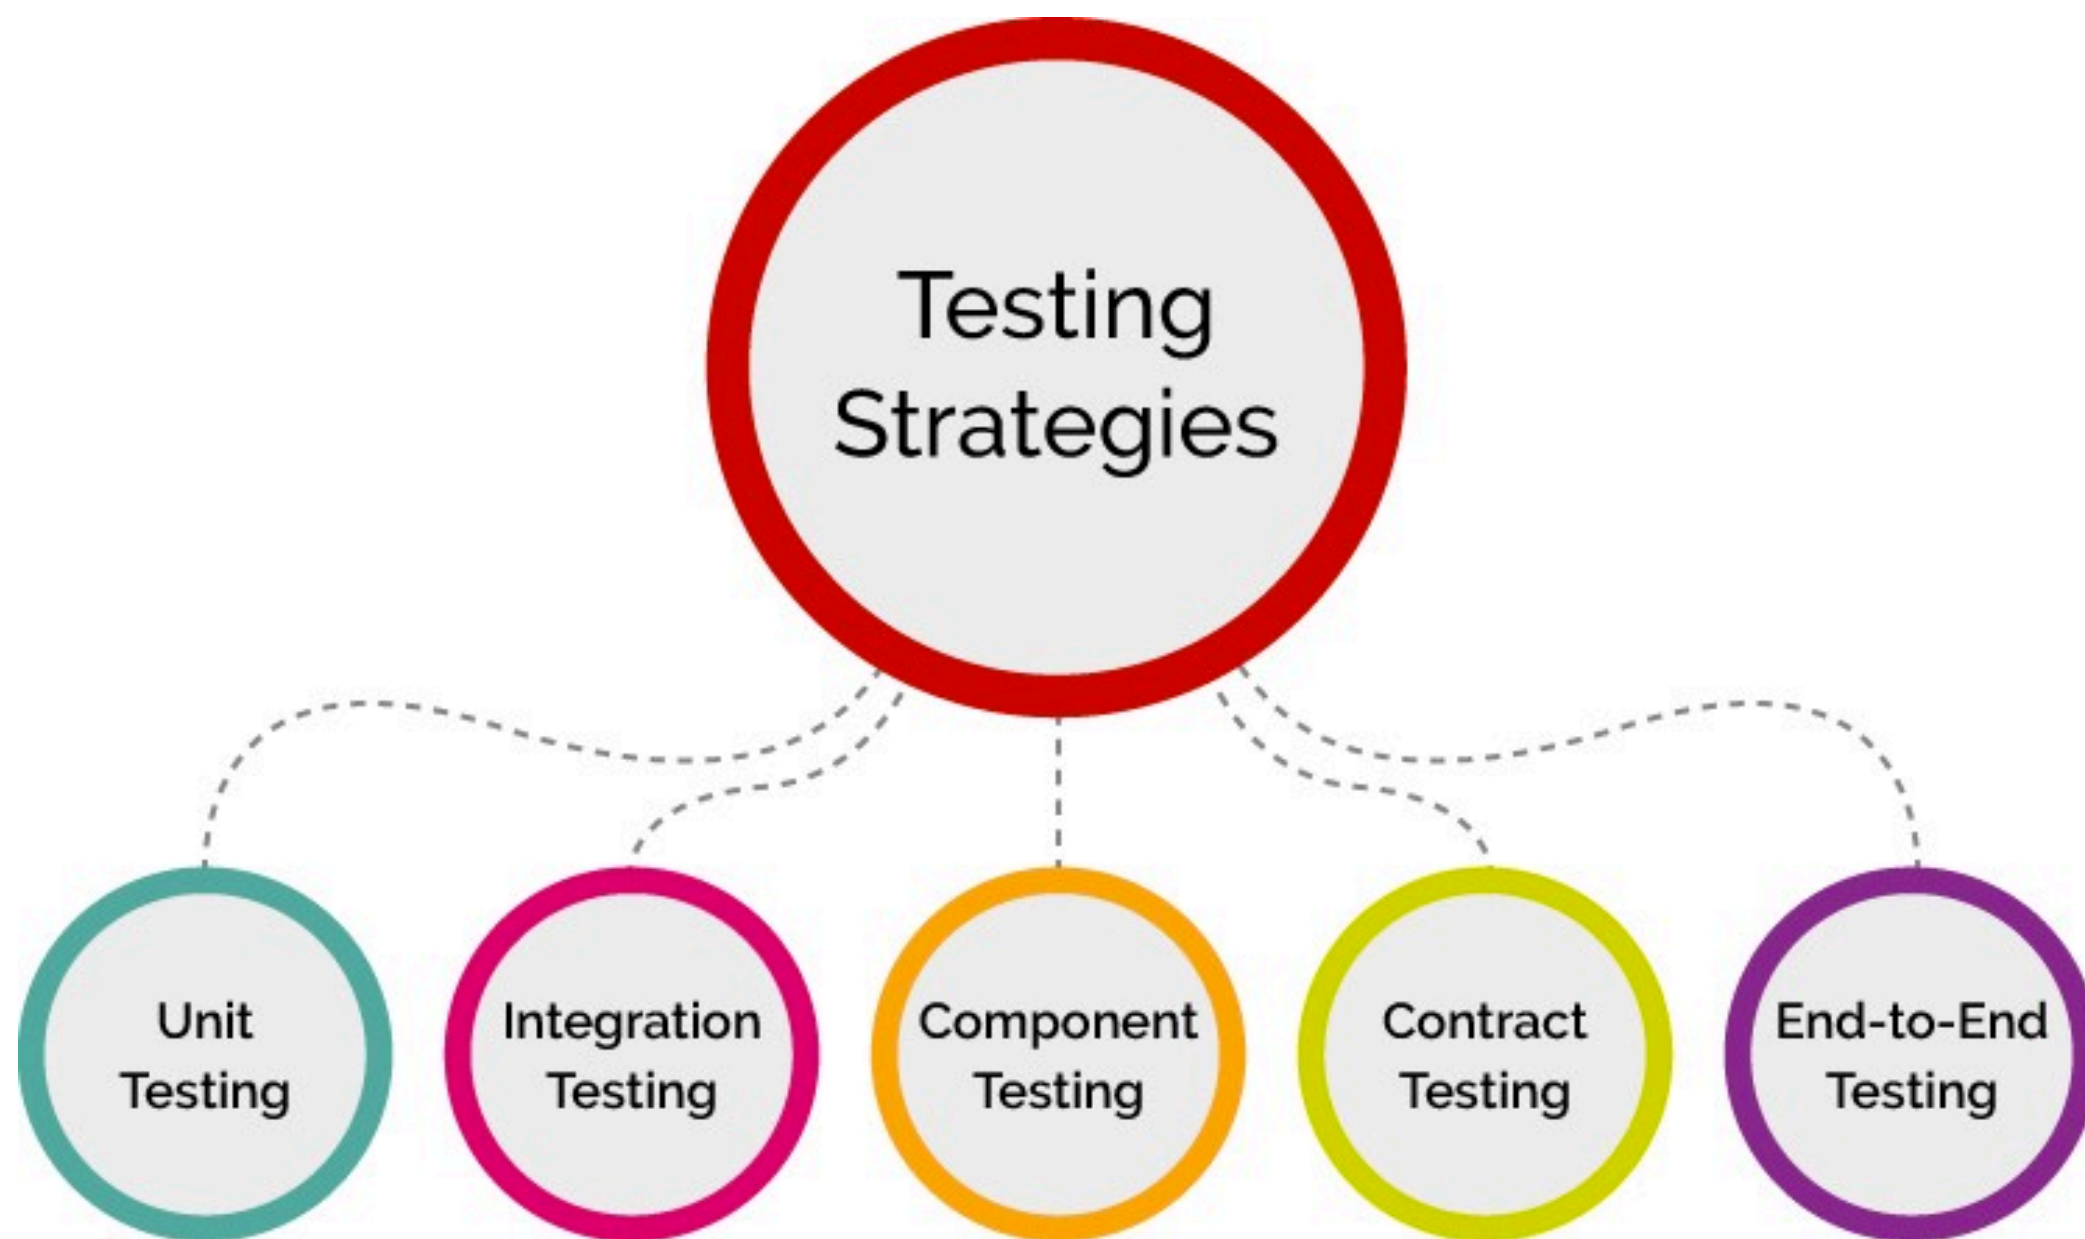 Testing
Strategies
Unit
Testing
Integration
Testing
Component
Testing
Contract
Testing
End-to-End
Testing